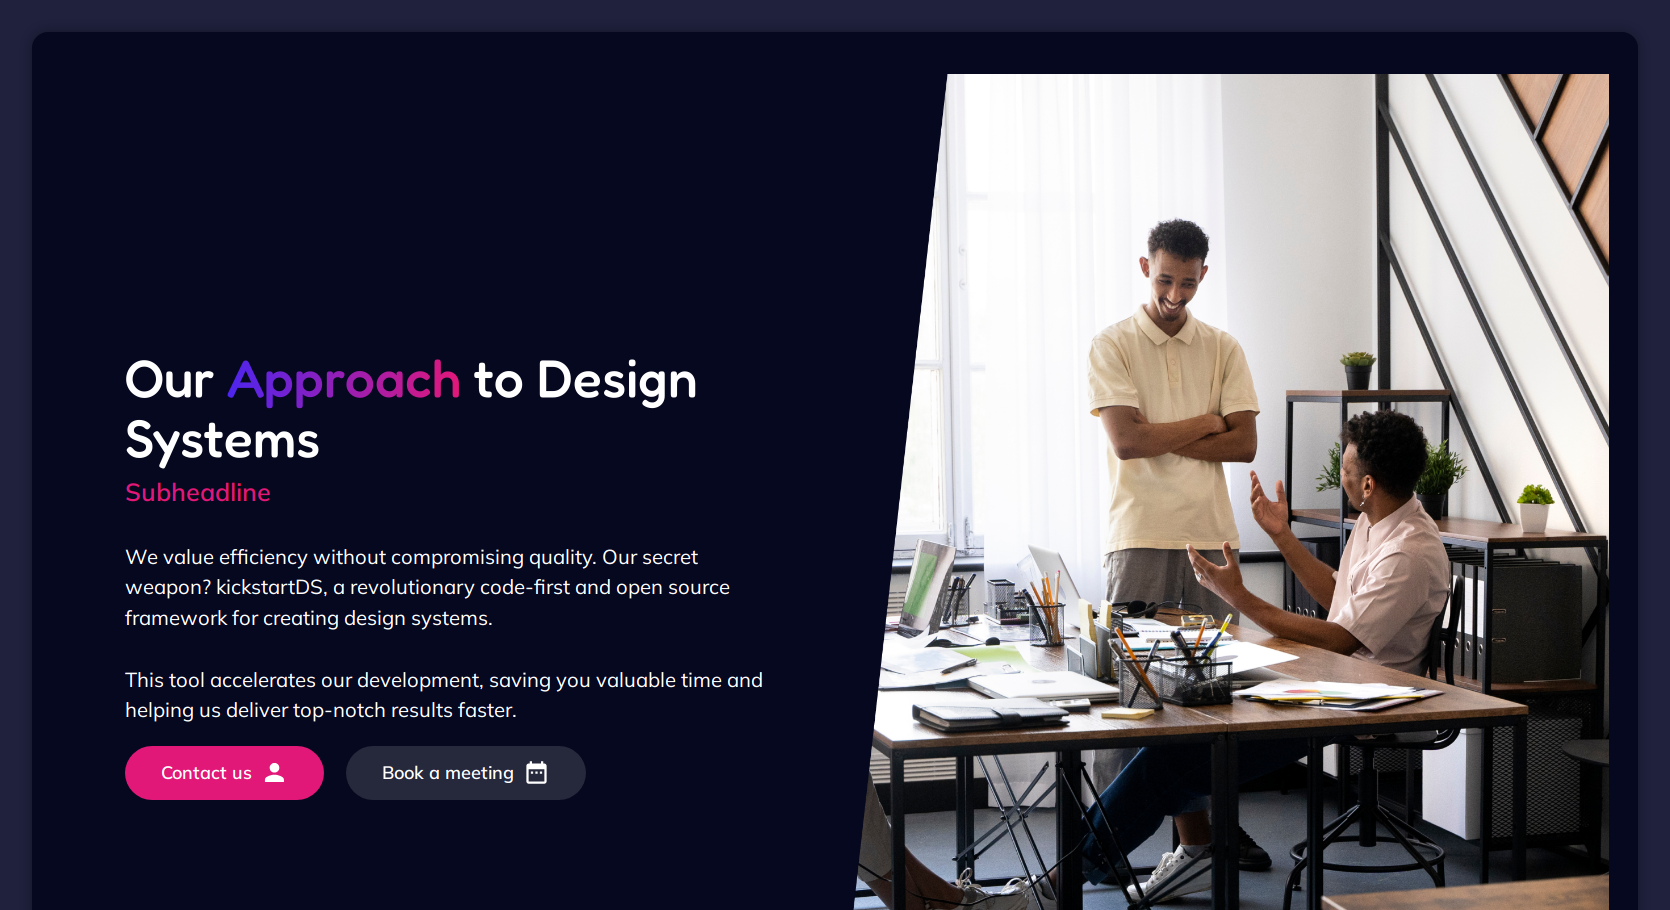 Our Approach to Design
Systems
Subheadline
We value efficiency without compromising quality. Our secret
weapon? kickstartDS, a revolutionary code-first and open source
framework for creating design systems.
This tool accelerates our development, saving you valuable time and
helping us deliver top-notch results faster.
Contact us
Book a meeting